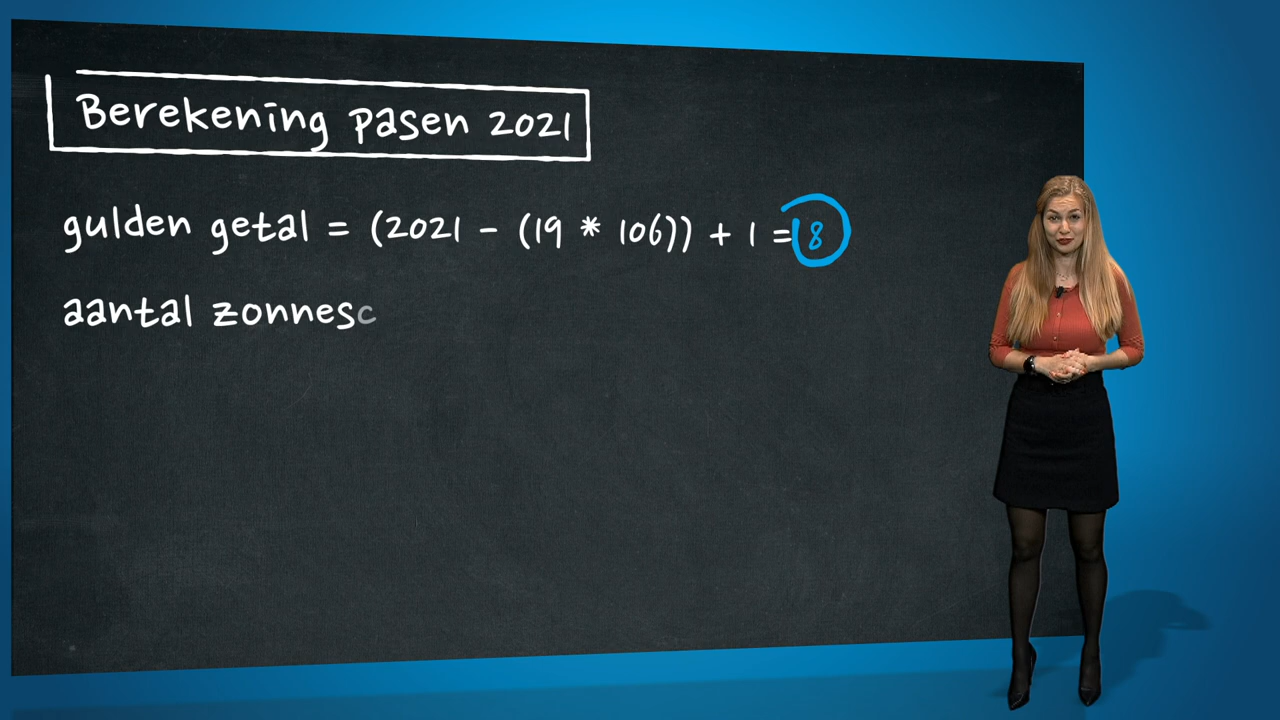 Berekening pasen 2021
gulden getal = (2021 - (19 * 106)) + 1 = 8
aantal zonnesc